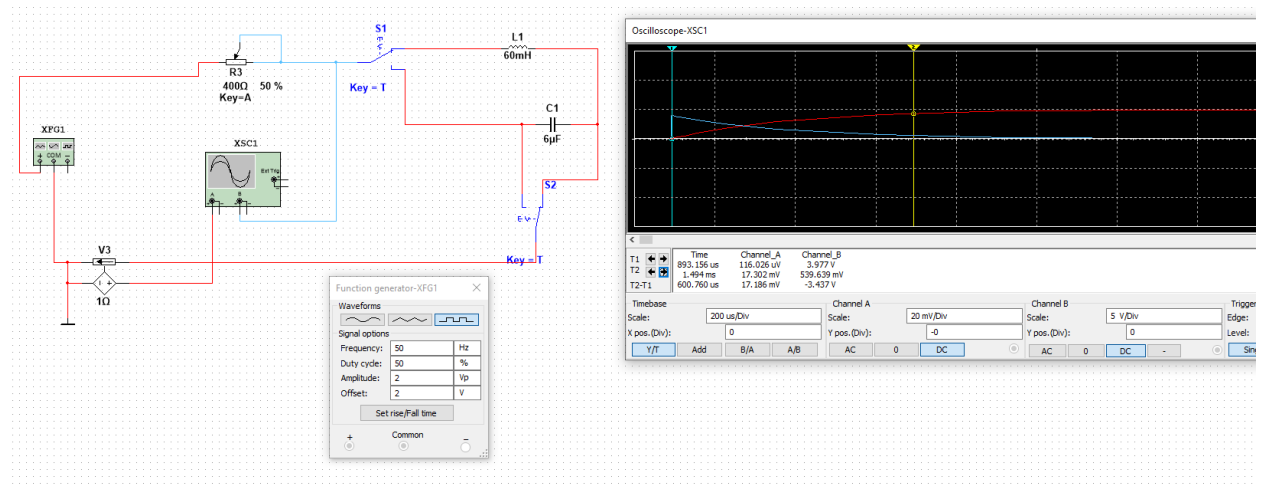 S1
Key = T
L1
60mH
R3
400Ω 50 %
Key=A
C1
6µF
XFG1
COM
XSC1
Ext Trig
A B
S2
Key = T
V3
1Ω
Function generator-XFG1
Waveforms
Signal options
Frequency: 50 Hz
Duty cycle: 50 %
Amplitude: 2 Vp
Offset: 2 V
Set rise/Fall time
+ Common −
Oscilloscope-XSC1
Time Channel_A Channel_B
T1 893.156 us 116.026 uV 3.977 V
T2 1.494 ms 17.302 mV 539.639 mV
T2-T1 600.760 us 17.186 mV -3.437 V
Timebase
Scale: 200 us/Div
X pos.(Div): 0
Y/T Add B/A A/B
Channel A
Scale: 20 mV/Div
Y pos.(Div): -0
AC 0 DC
Channel B
Scale: 5 V/Div
Y pos.(Div): 0
AC 0 DC -
Trigger
Edge:
Level: